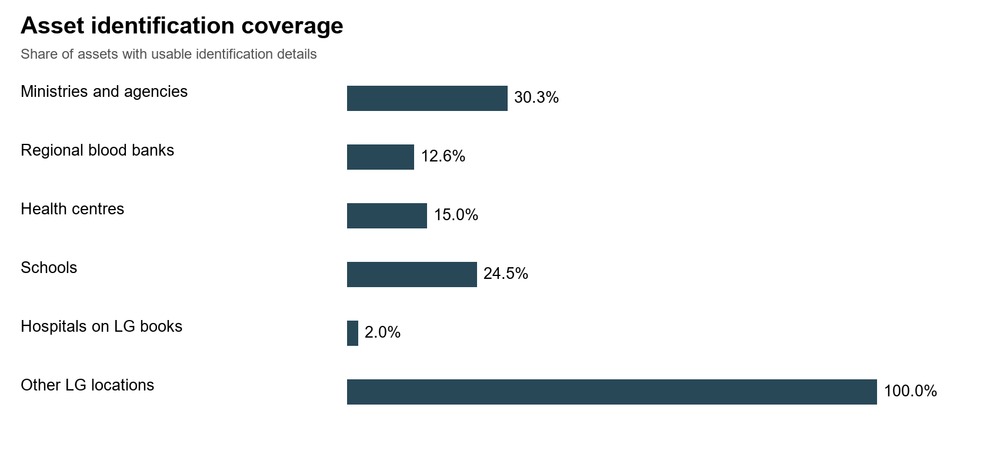 Asset identification coverage
Share of assets with usable identification details
Ministries and agencies 30.3%
Regional blood banks 12.6%
Health centres 15.0%
Schools 24.5%
Hospitals on LG books 2.0%
Other LG locations 100.0%